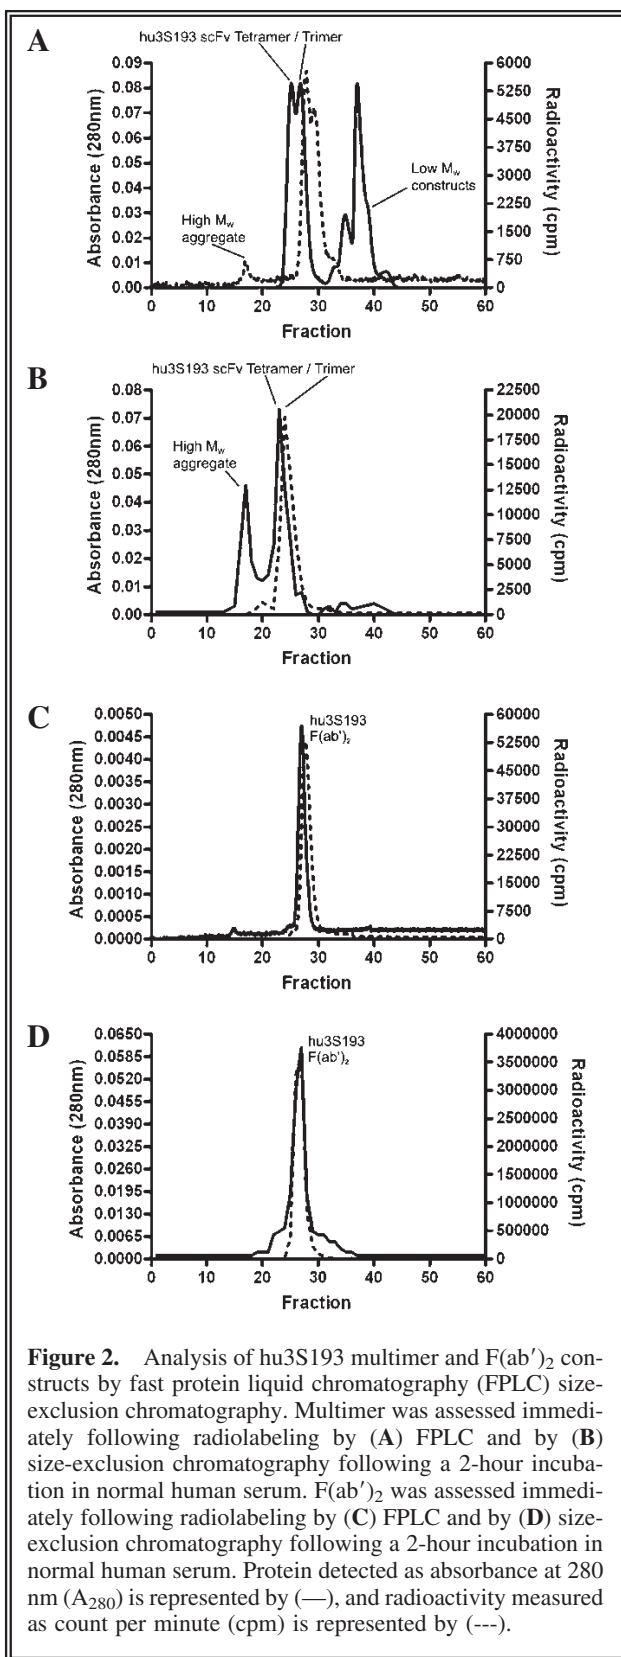 A
hu3S193 scFv Tetramer / Trimer
0.09
0.08
0.07
0.06
0.05
0.04
0.03
0.02
0.01
0.00
Absorbance (280nm)
High Mw
aggregate
Low Mw
constructs
6000
5250
4500
3750
3000
2250
1500
750
0
Radioactivity (cpm)
0 10 20 30 40 50 60
Fraction
B
hu3S193 scFv Tetramer / Trimer
0.08
0.07
0.06
0.05
0.04
0.03
0.02
0.01
0.00
Absorbance (280nm)
High Mw
aggregate
22500
20000
17500
15000
12500
10000
7500
5000
2500
0
Radioactivity (cpm)
0 10 20 30 40 50 60
Fraction
C
0.0050
0.0045
0.0040
0.0035
0.0030
0.0025
0.0020
0.0015
0.0010
0.0005
0.0000
Absorbance (280nm)
hu3S193
F(ab')2
60000
52500
45000
37500
30000
22500
15000
7500
0
Radioactivity (cpm)
0 10 20 30 40 50 60
Fraction
D
0.0650
0.0585
0.0520
0.0455
0.0390
0.0325
0.0260
0.0195
0.0130
0.0065
0.0000
Absorbance (280nm)
hu3S193
F(ab')2
4000000
3500000
3000000
2500000
2000000
1500000
1000000
500000
0
Radioactivity (cpm)
0 10 20 30 40 50 60
Fraction
Figure 2. Analysis of hu3S193 multimer and F(ab′)2 con-
structs by fast protein liquid chromatography (FPLC) size-
exclusion chromatography. Multimer was assessed immedi-
ately following radiolabeling by (A) FPLC and by (B)
size-exclusion chromatography following a 2-hour incuba-
tion in normal human serum. F(ab′)2 was assessed immedi-
ately following radiolabeling by (C) FPLC and by (D) size-
exclusion chromatography following a 2-hour incubation in
normal human serum. Protein detected as absorbance at 280
nm (A280) is represented by (—), and radioactivity measured
as count per minute (cpm) is represented by (---).